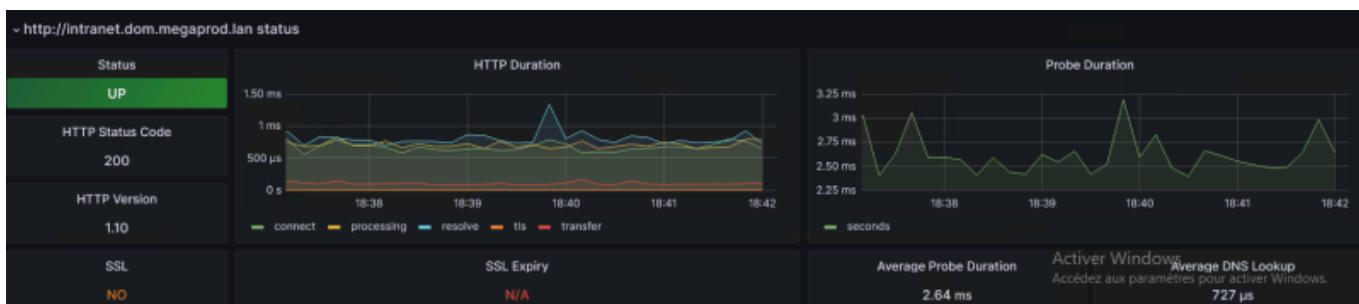 http://intranet.dom.megaprod.lan status
Status
UP
HTTP Status Code
200
HTTP Version
1.10
SSL
NO
HTTP Duration
1.50 ms
1 ms
500 µs
0 s
18:38 18:39 18:40 18:41 18:42
connect processing resolve tls transfer
SSL Expiry
N/A
Probe Duration
3.25 ms
3 ms
2.75 ms
2.50 ms
2.25 ms
18:38 18:39 18:40 18:41 18:42
seconds
Average Probe Duration
2.64 ms
Average DNS Lookup
727 µs
Activer Windows
Accédez aux paramètres pour activer Windows.